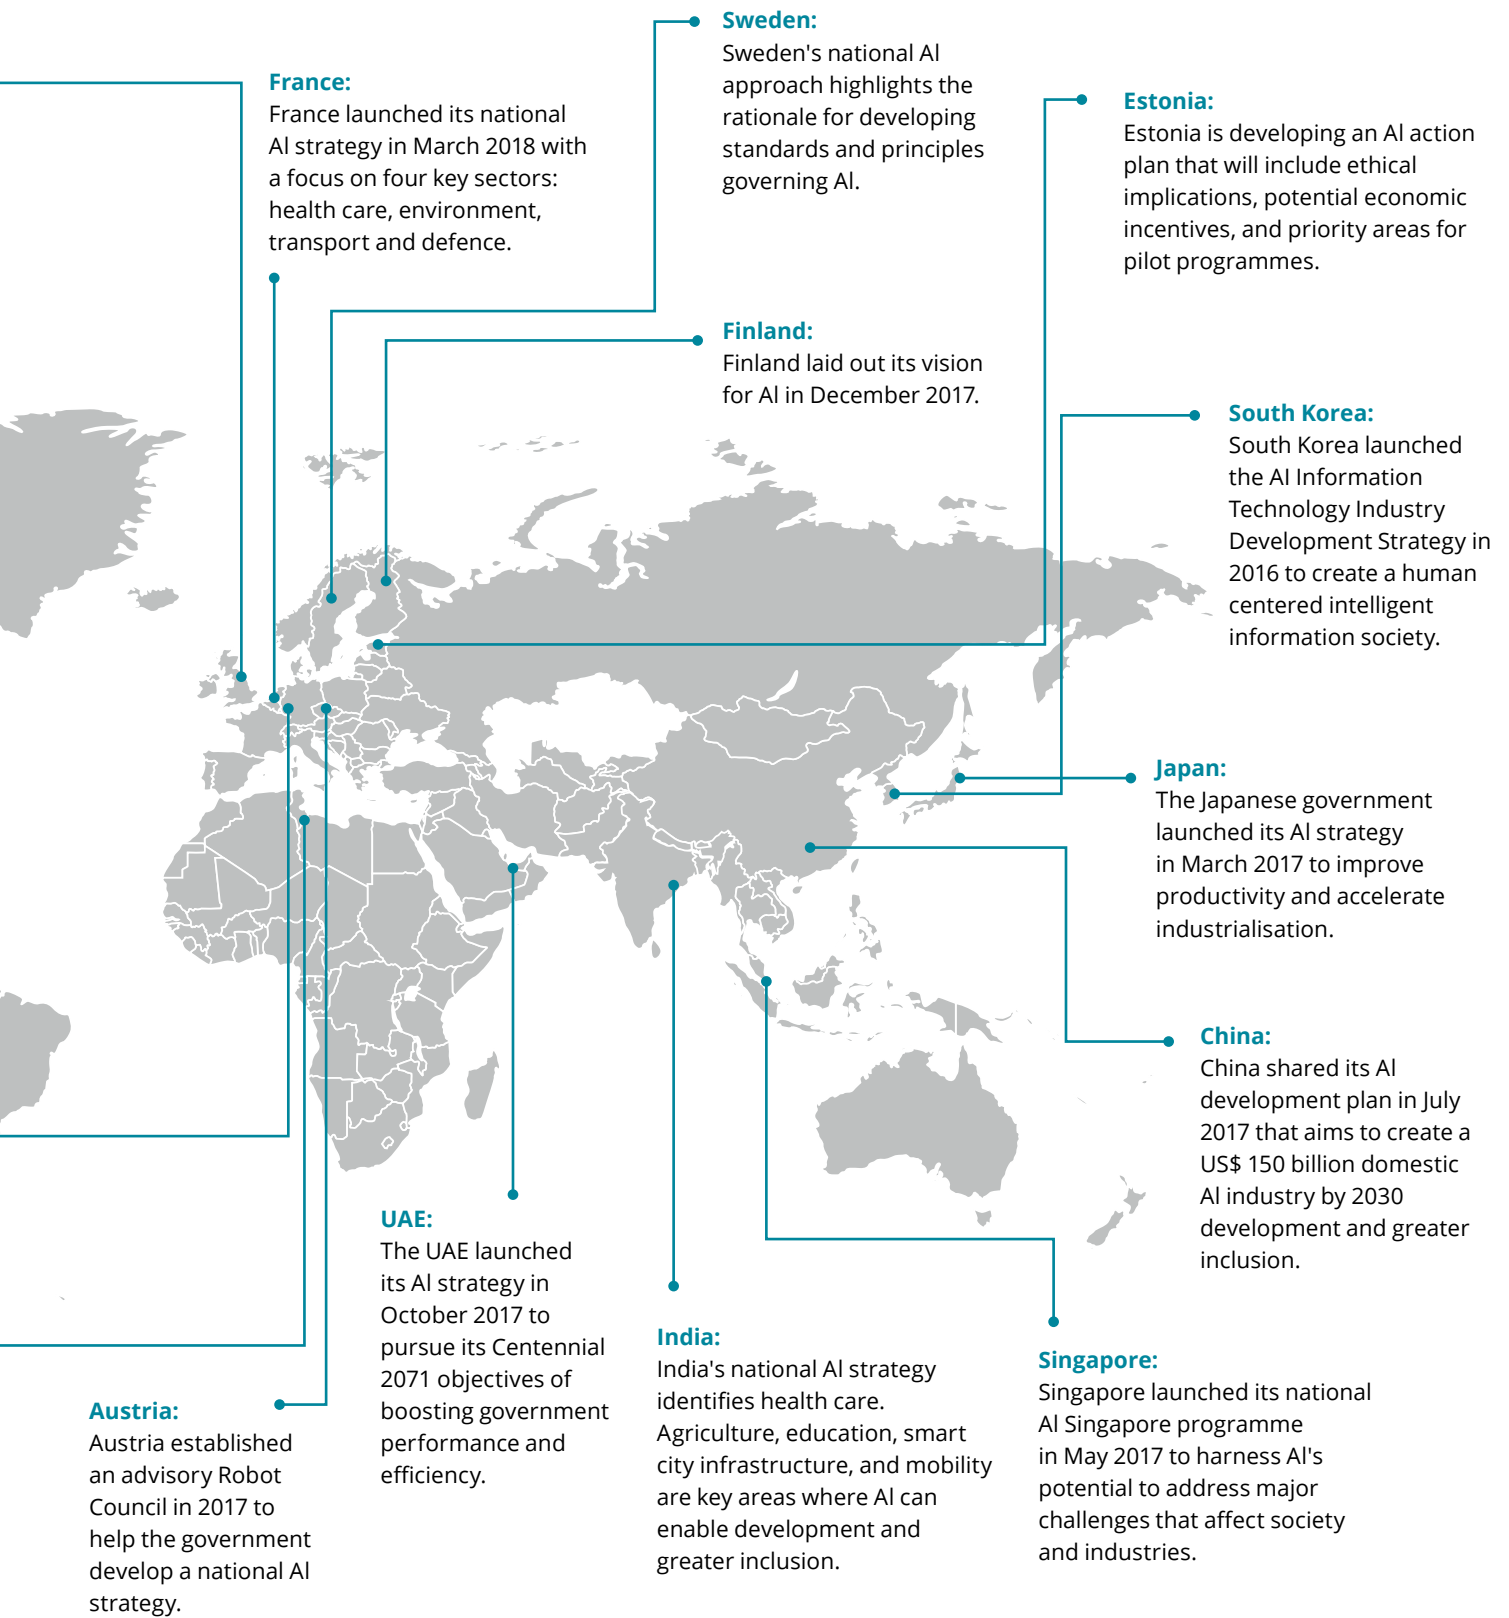 Sweden:
Sweden's national AI
approach highlights the
rationale for developing
standards and principles
governing AI.
France:
France launched its national
AI strategy in March 2018 with
a focus on four key sectors:
health care, environment,
transport and defence.
Estonia:
Estonia is developing an AI action
plan that will include ethical
implications, potential economic
incentives, and priority areas for
pilot programmes.
Finland:
Finland laid out its vision
for AI in December 2017.
South Korea:
South Korea launched
the AI Information
Technology Industry
Development Strategy in
2016 to create a human
centered intelligent
information society.
Japan:
The Japanese government
launched its AI strategy
in March 2017 to improve
productivity and accelerate
industrialisation.
China:
China shared its AI
development plan in July
2017 that aims to create a
US$ 150 billion domestic
AI industry by 2030
development and greater
inclusion.
UAE:
The UAE launched
its AI strategy in
October 2017 to
pursue its Centennial
2071 objectives of
boosting government
performance and
efficiency.
India:
India's national AI strategy
identifies health care.
Agriculture, education, smart
city infrastructure, and mobility
are key areas where AI can
enable development and
greater inclusion.
Singapore:
Singapore launched its national
AI Singapore programme
in May 2017 to harness AI's
potential to address major
challenges that affect society
and industries.
Austria:
Austria established
an advisory Robot
Council in 2017 to
help the government
develop a national AI
strategy.